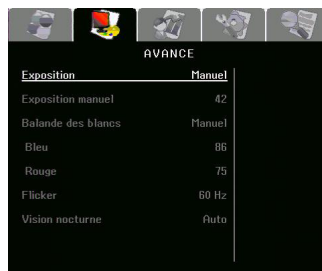 AVANCE
Exposition Manuel
Exposition manuel 42
Balande des blancs Manuel
Bleu 86
Rouge 75
Flicker 60 Hz
Vision nocturne Auto